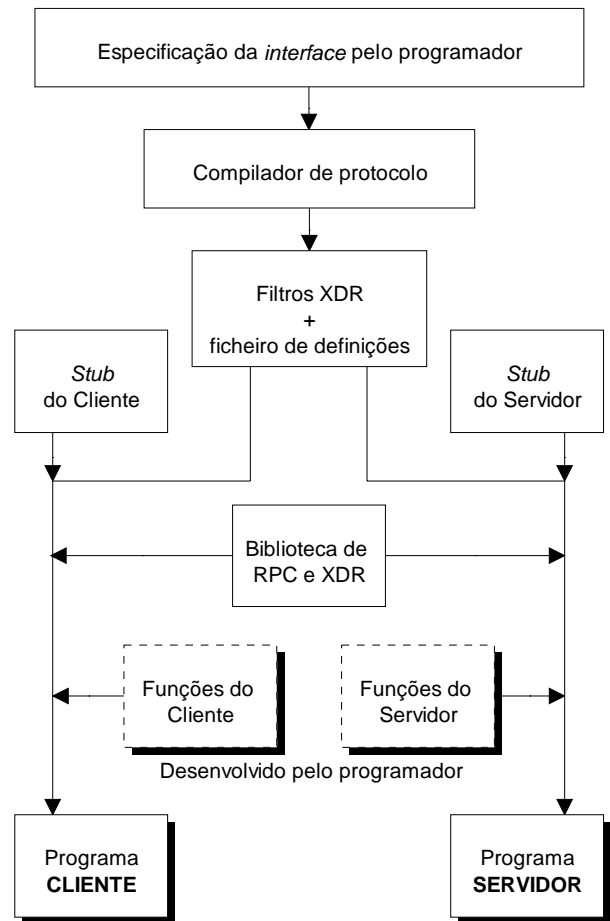 Especificação da interface pelo programador
Compilador de protocolo
Filtros XDR
+
ficheiro de definições
Stub
do Cliente
Stub
do Servidor
Biblioteca de
RPC e XDR
Funções do
Cliente
Funções do
Servidor
Desenvolvido pelo programador
Programa
CLIENTE
Programa
SERVIDOR